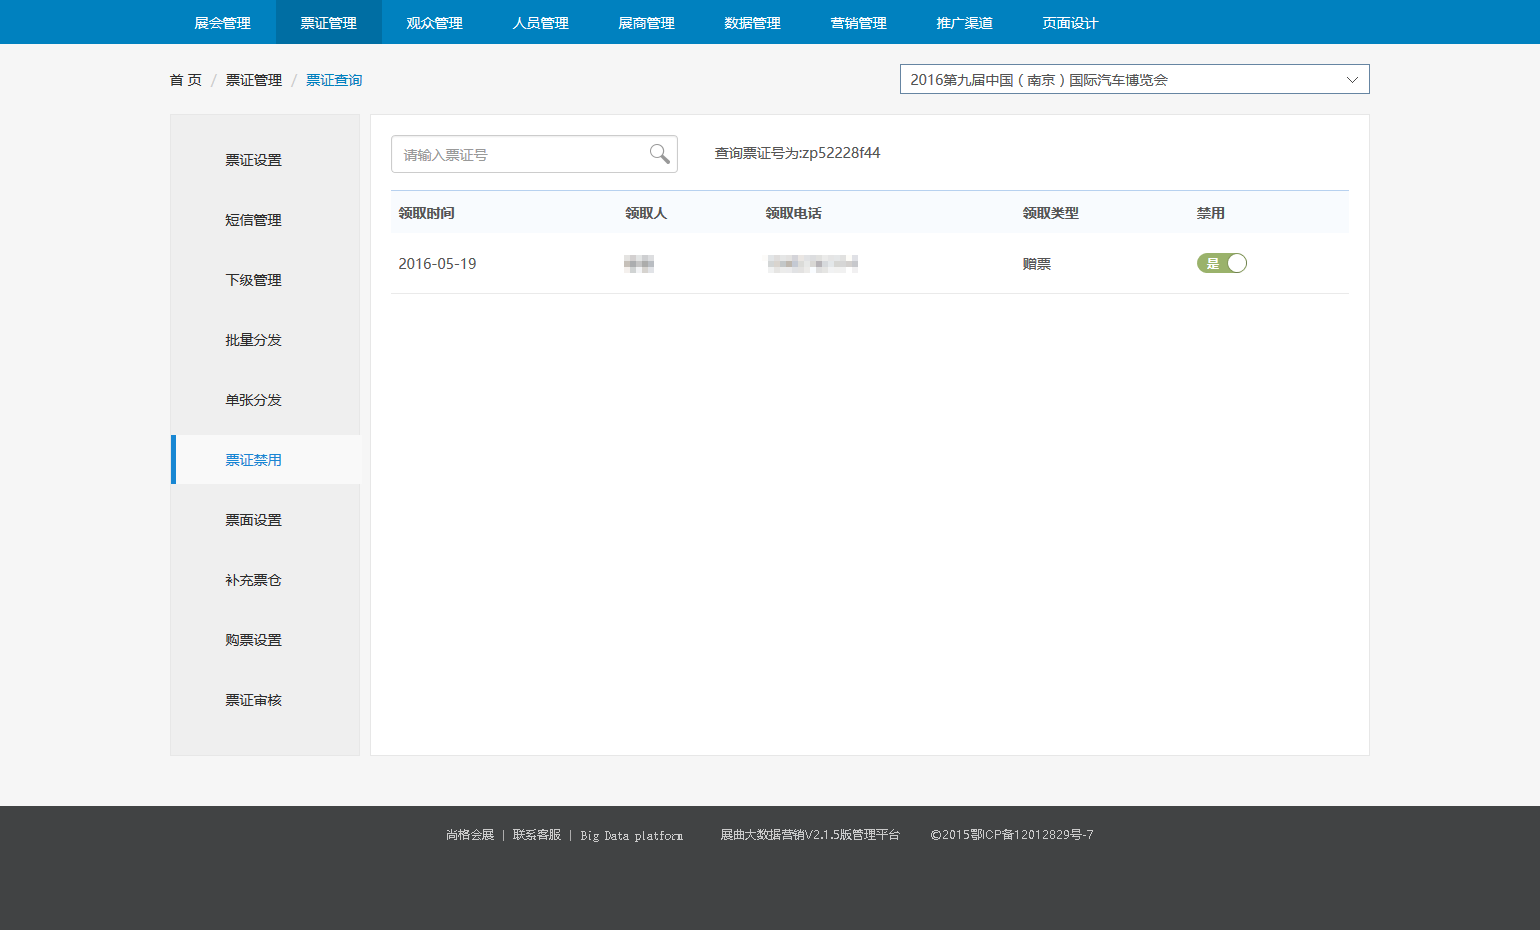 展会管理 票证管理 观众管理 人员管理 展商管理 数据管理 营销管理 推广渠道 页面设计
首 页 / 票证管理 / 票证查询
2016第九届中国（南京）国际汽车博览会
票证设置
短信管理
下级管理
批量分发
单张分发
票证禁用
票面设置
补充票仓
购票设置
票证审核
请输入票证号
查询票证号为:zp52228f44
领取时间 领取人 领取电话 领取类型 禁用
2016-05-19 赠票 是
尚格会展 | 联系客服 | Big Data platform 展曲大数据营销V2.1.5版管理平台 ©2015鄂ICP备12012829号-7